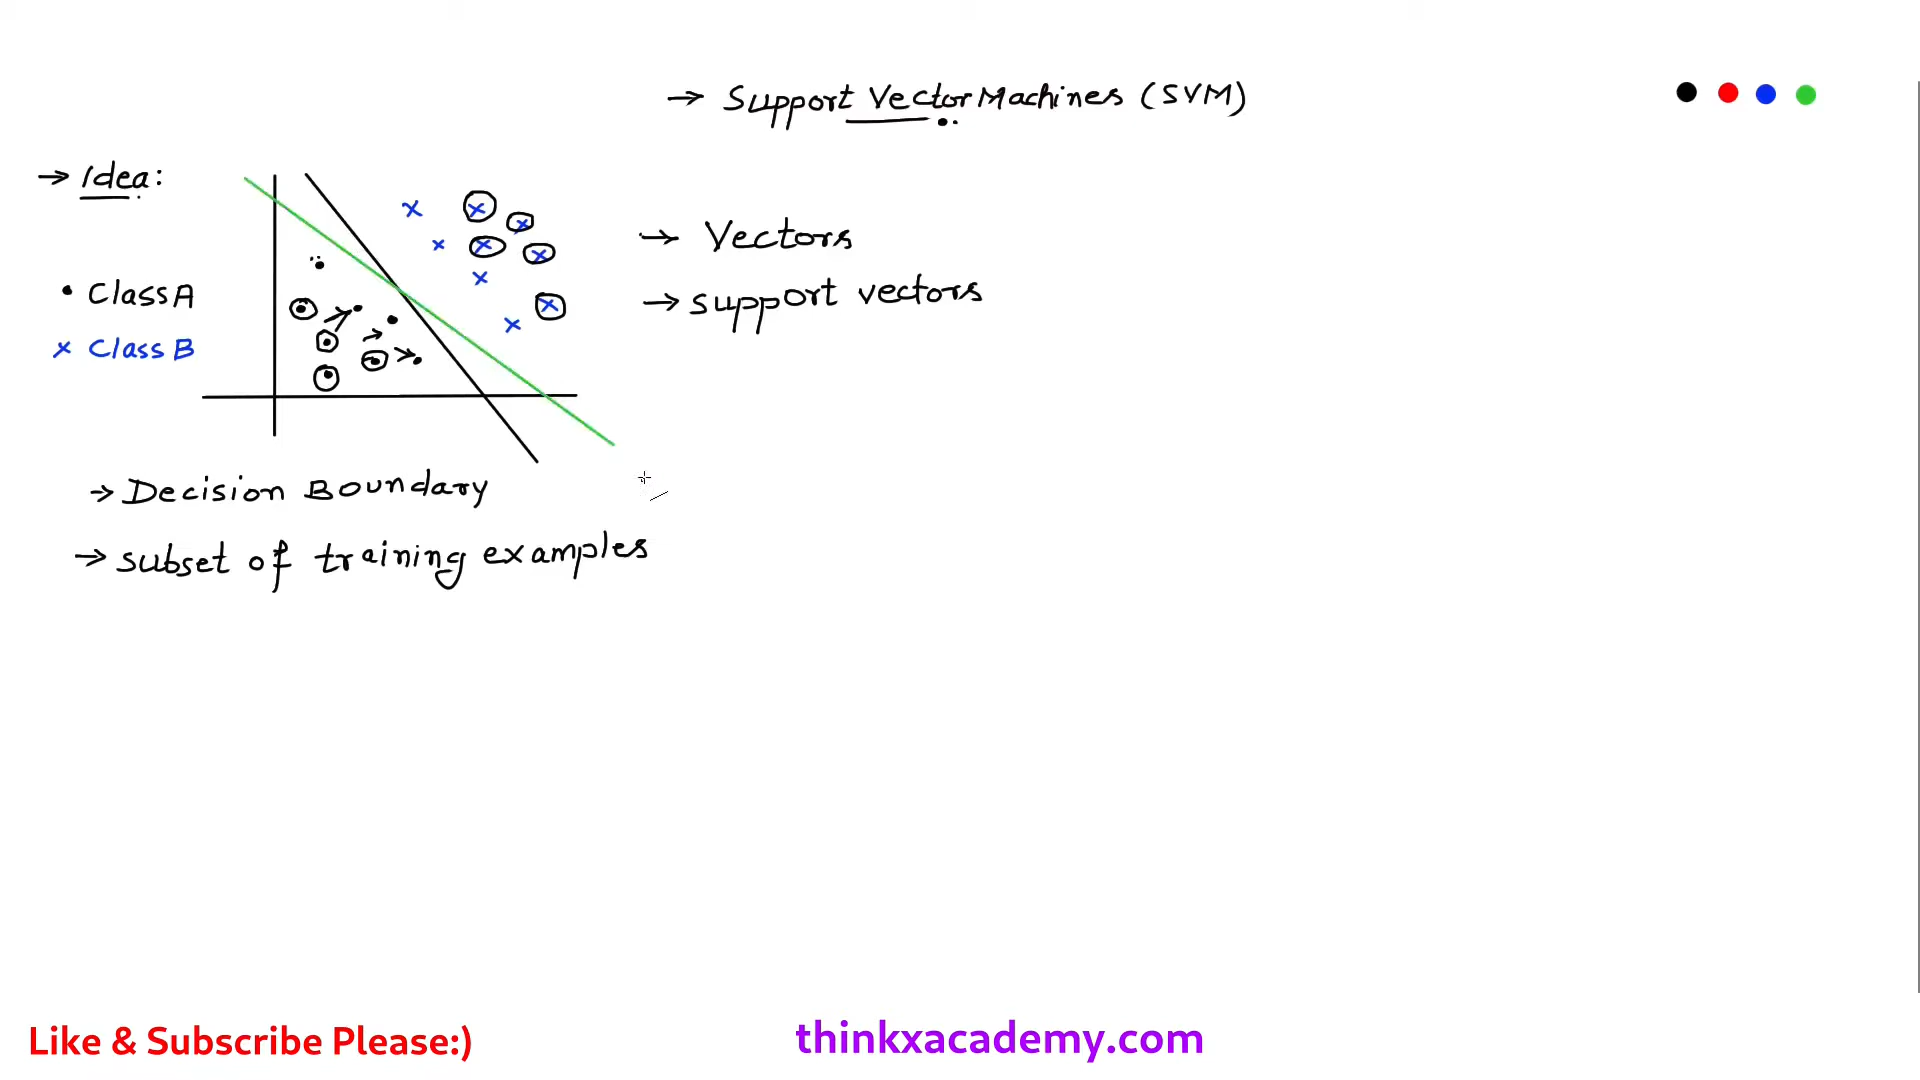 → Support Vector Machines (SVM)
→ Idea:
→ Vectors
→ support vectors
• Class A
x Class B
→ Decision Boundary
→ subset of training examples
Like & Subscribe Please:)
thinkxacademy.com